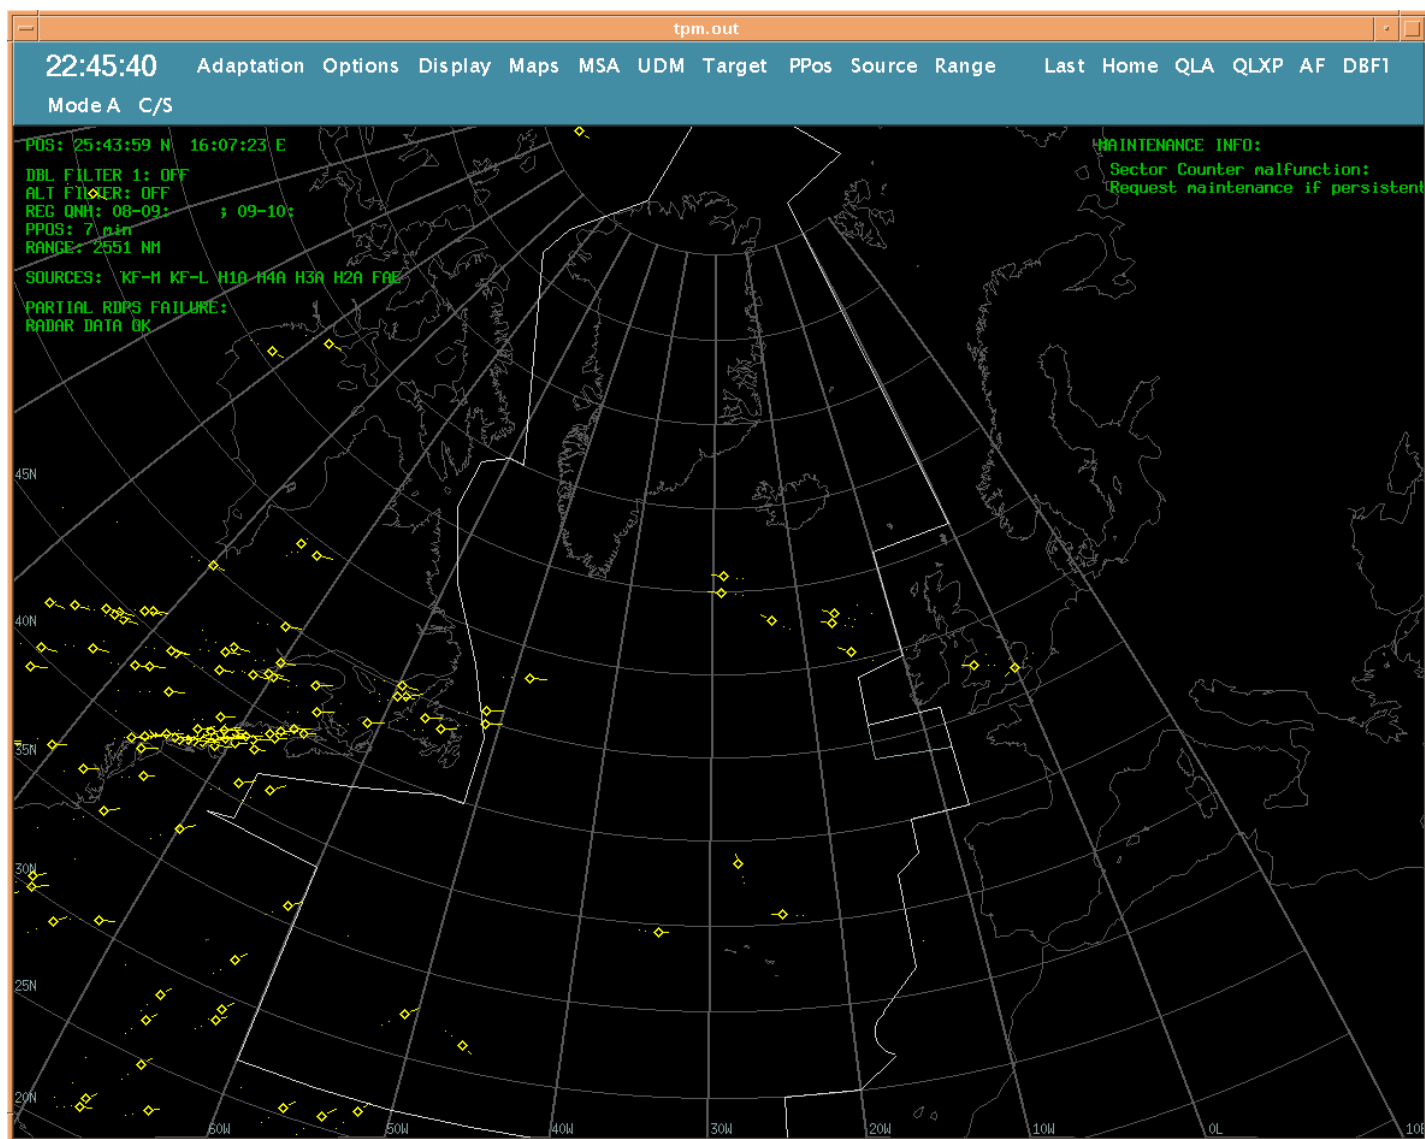 tpm.out
22:45:40 Adaptation Options Display Maps MSA UDM Target PPos Source Range Last Home QLA QLXP AF DBF1
Mode A C/S
POS: 25:43:59 N 16:07:23 E
MAINTENANCE INFO:
Sector Counter malfunction:
Request maintenance if persistent
DBL FILTER 1: OFF
ALT FILTER: OFF
REG QNH: 08-09: ; 09-10:
PPOS: 7 min
RANGE: 2551 NM
SOURCES: KF-M KF-L H1A H4A H3A H2A FAE
PARTIAL RDPS FAILURE:
RADAR DATA OK
45N
40N
35N
30N
25N
20N
60W 50W 40W 30W 20W 10W 0L